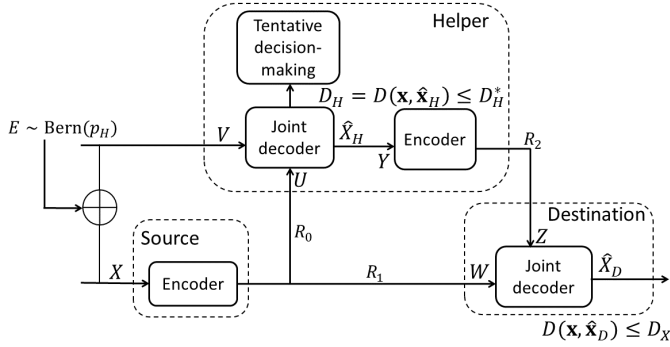 Helper
Tentative
decision-
making
D_H = D(𝐱, 𝐱̂_H) ≤ D_H^*
E ~ Bern(p_H)
V
Joint
decoder
X̂_H
Y
Encoder
R_2
U
R_0
Source
X
Encoder
R_1
Destination
W
Z
Joint
decoder
X̂_D
D(𝐱, 𝐱̂_D) ≤ D_X